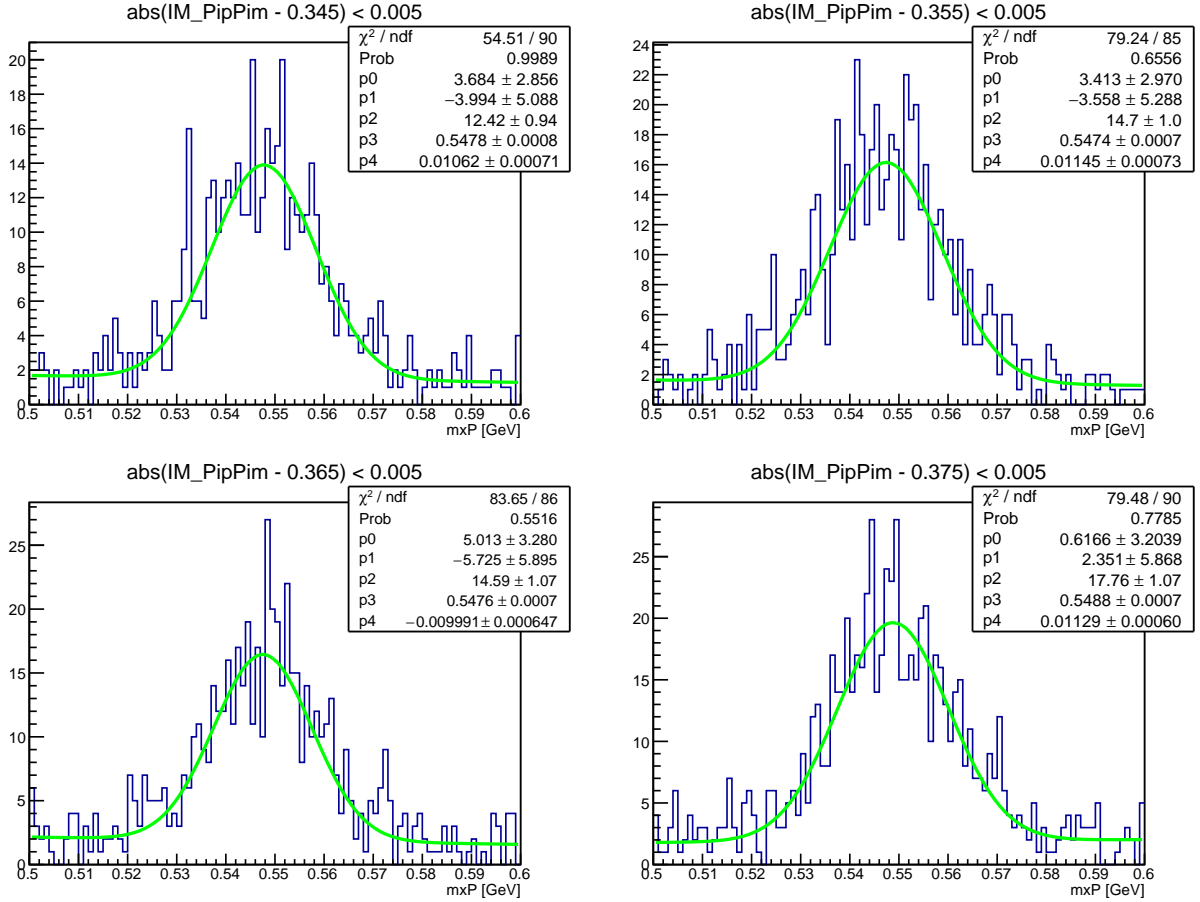 abs(IM_PipPim - 0.345) < 0.005
χ² / ndf 54.51 / 90
Prob 0.9989
p0 3.684 ± 2.856
p1 −3.994 ± 5.088
p2 12.42 ± 0.94
p3 0.5478 ± 0.0008
p4 0.01062 ± 0.00071
20
18
16
14
12
10
8
6
4
2
0
0.5 0.51 0.52 0.53 0.54 0.55 0.56 0.57 0.58 0.59 0.6
mxP [GeV]
abs(IM_PipPim - 0.355) < 0.005
χ² / ndf 79.24 / 85
Prob 0.6556
p0 3.413 ± 2.970
p1 −3.558 ± 5.288
p2 14.7 ± 1.0
p3 0.5474 ± 0.0007
p4 0.01145 ± 0.00073
24
22
20
18
16
14
12
10
8
6
4
2
0
0.5 0.51 0.52 0.53 0.54 0.55 0.56 0.57 0.58 0.59 0.6
mxP [GeV]
abs(IM_PipPim - 0.365) < 0.005
χ² / ndf 83.65 / 86
Prob 0.5516
p0 5.013 ± 3.280
p1 −5.725 ± 5.895
p2 14.59 ± 1.07
p3 0.5476 ± 0.0007
p4 −0.009991 ± 0.000647
25
20
15
10
5
0
0.5 0.51 0.52 0.53 0.54 0.55 0.56 0.57 0.58 0.59 0.6
mxP [GeV]
abs(IM_PipPim - 0.375) < 0.005
χ² / ndf 79.48 / 90
Prob 0.7785
p0 0.6166 ± 3.2039
p1 2.351 ± 5.868
p2 17.76 ± 1.07
p3 0.5488 ± 0.0007
p4 0.01129 ± 0.00060
25
20
15
10
5
0
0.5 0.51 0.52 0.53 0.54 0.55 0.56 0.57 0.58 0.59 0.6
mxP [GeV]